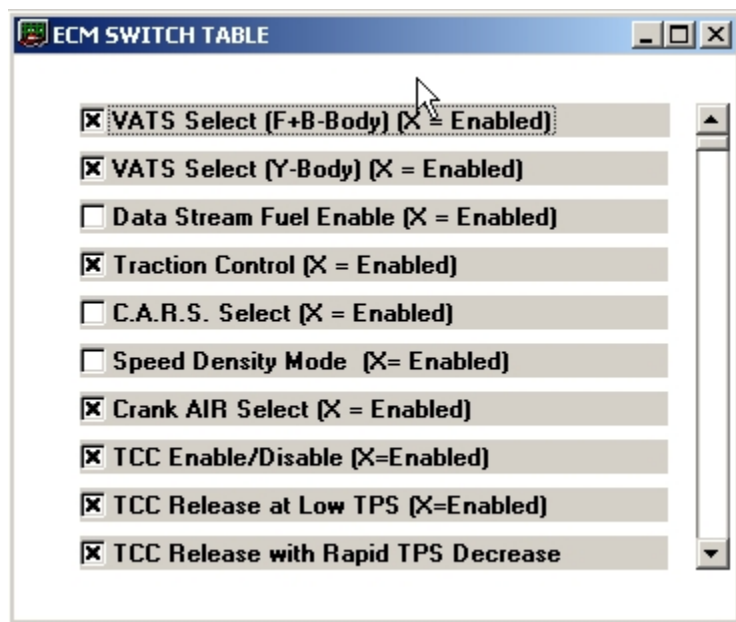 ECM SWITCH TABLE
VATS Select (F+B-Body) (X = Enabled)
VATS Select (Y-Body) (X = Enabled)
Data Stream Fuel Enable (X = Enabled)
Traction Control (X = Enabled)
C.A.R.S. Select (X = Enabled)
Speed Density Mode  (X= Enabled)
Crank AIR Select (X = Enabled)
TCC Enable/Disable (X=Enabled)
TCC Release at Low TPS (X=Enabled)
TCC Release with Rapid TPS Decrease